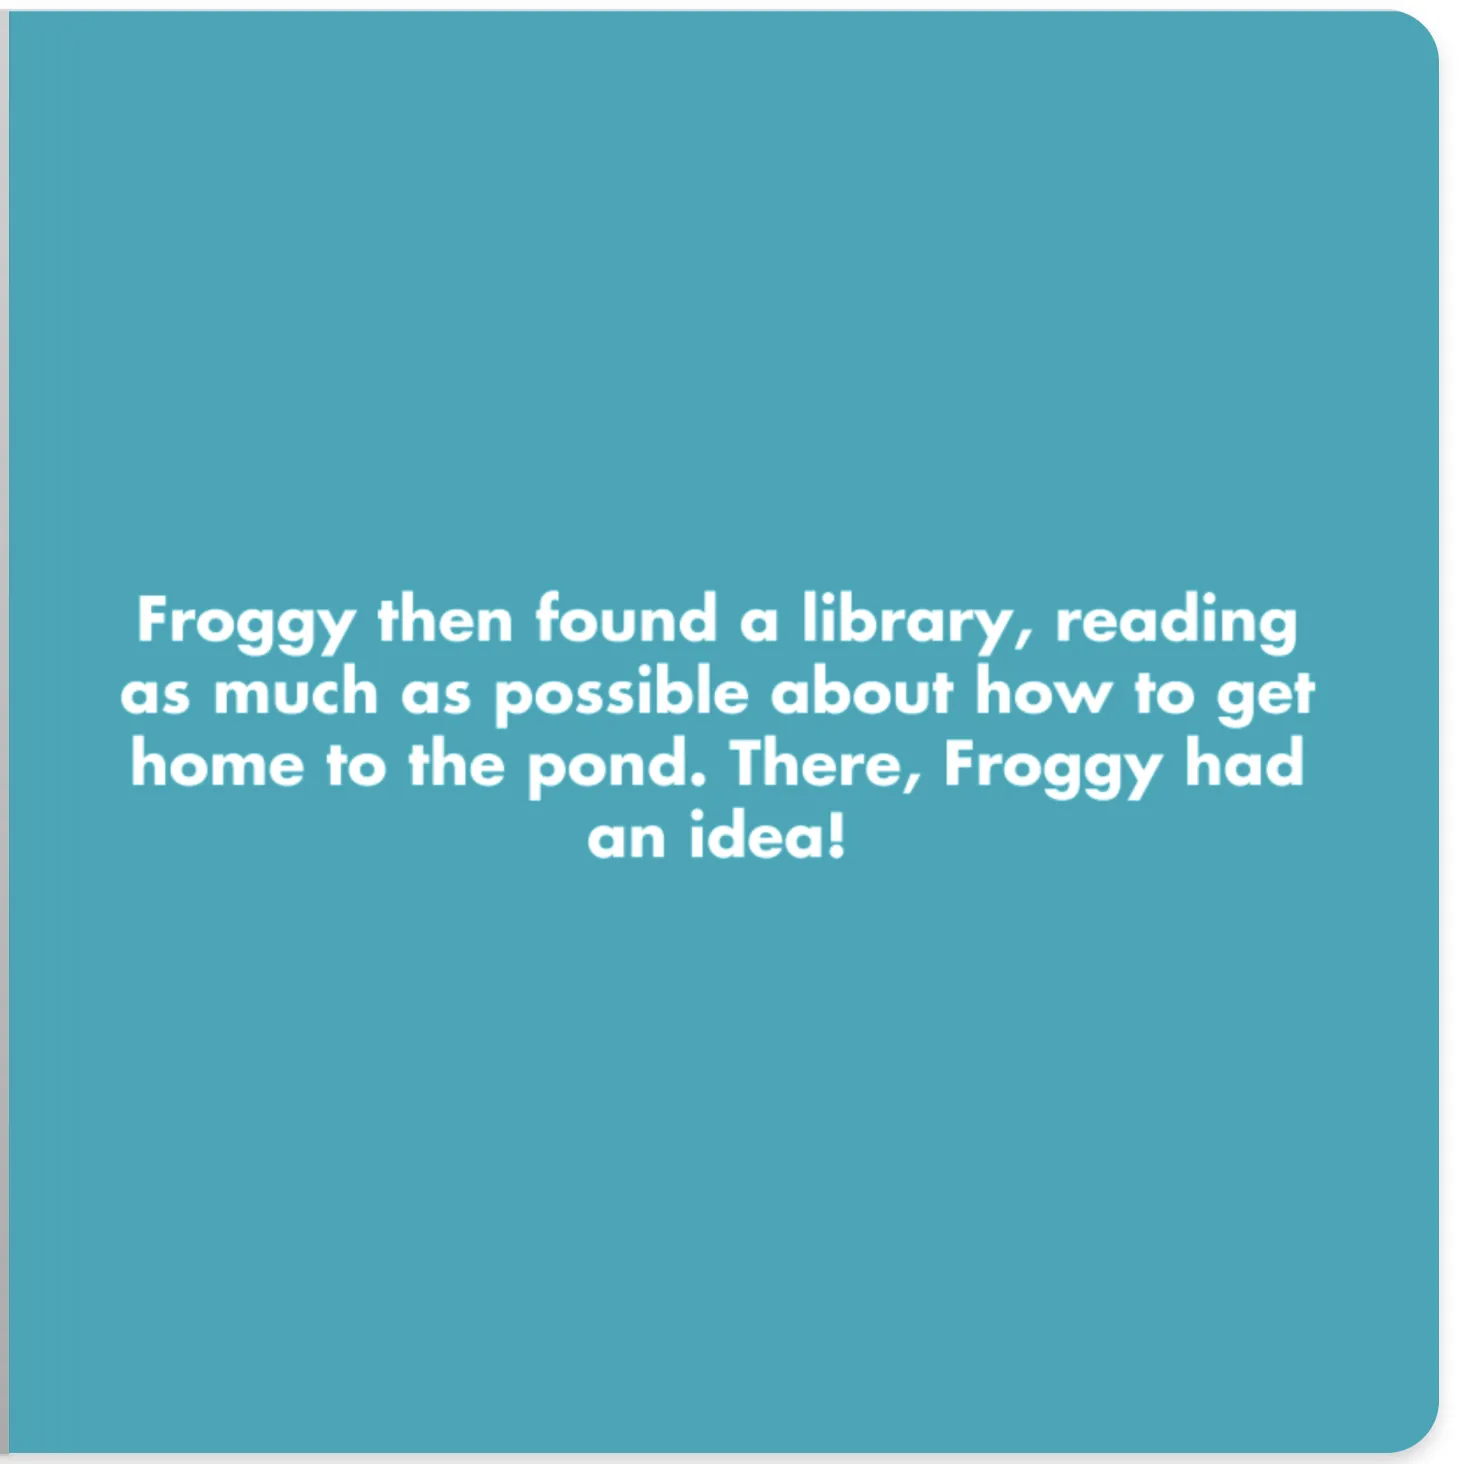 Froggy then found a library, reading
as much as possible about how to get
home to the pond. There, Froggy had
an idea!